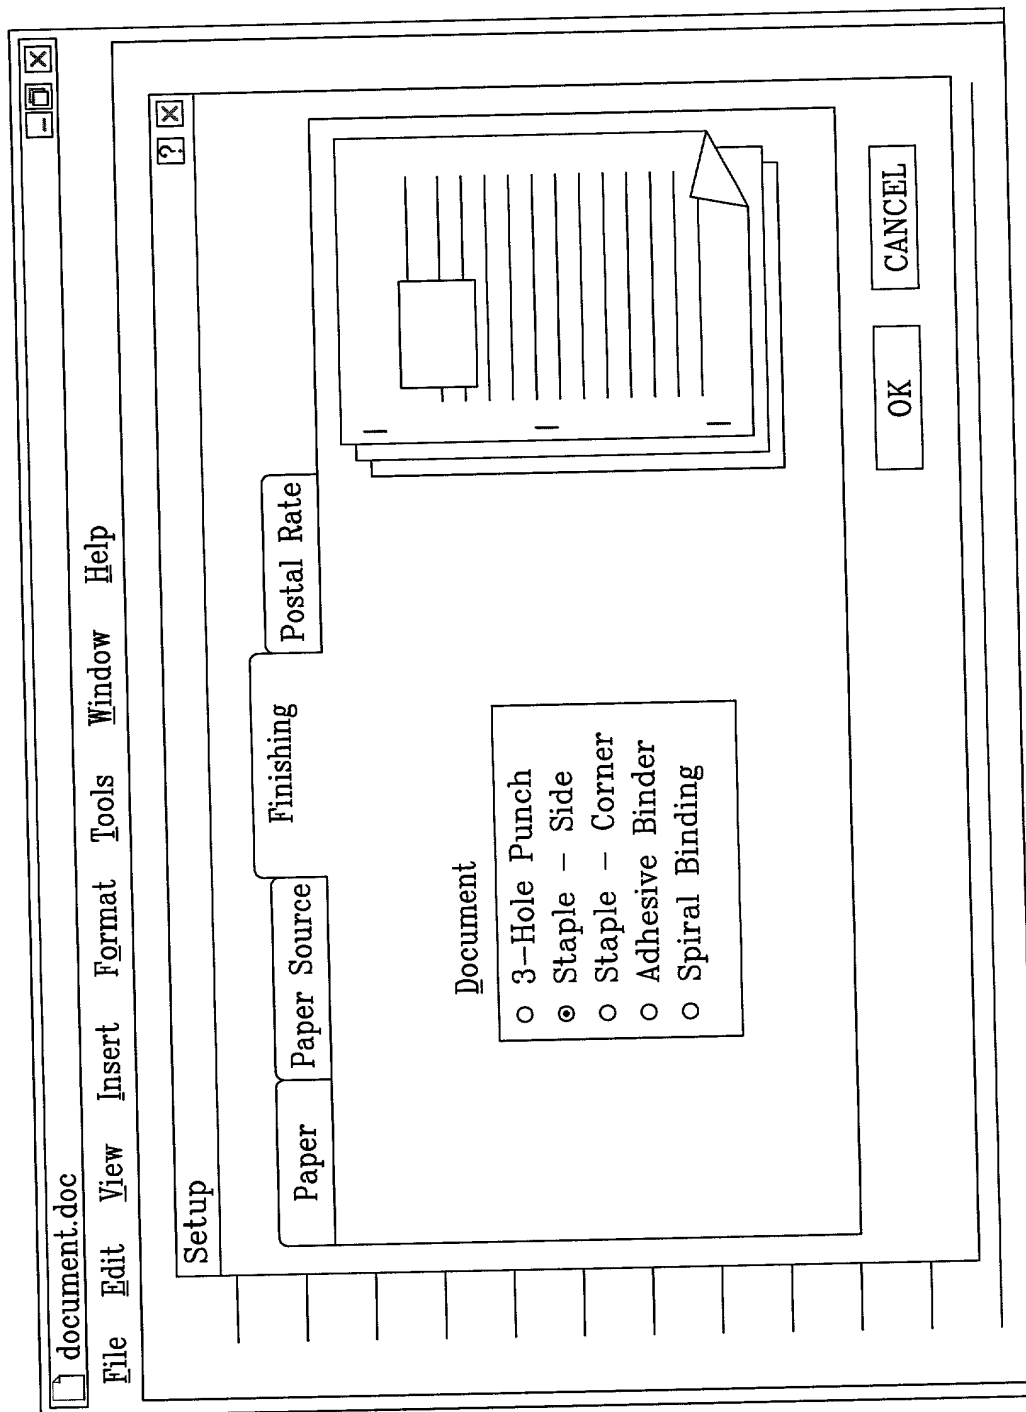 document.doc
File Edit View Insert Format Tools Window Help
Setup ?
Paper Paper Source Finishing Postal Rate
Document
3-Hole Punch
Staple - Side
Staple - Corner
Adhesive Binder
Spiral Binding
OK CANCEL